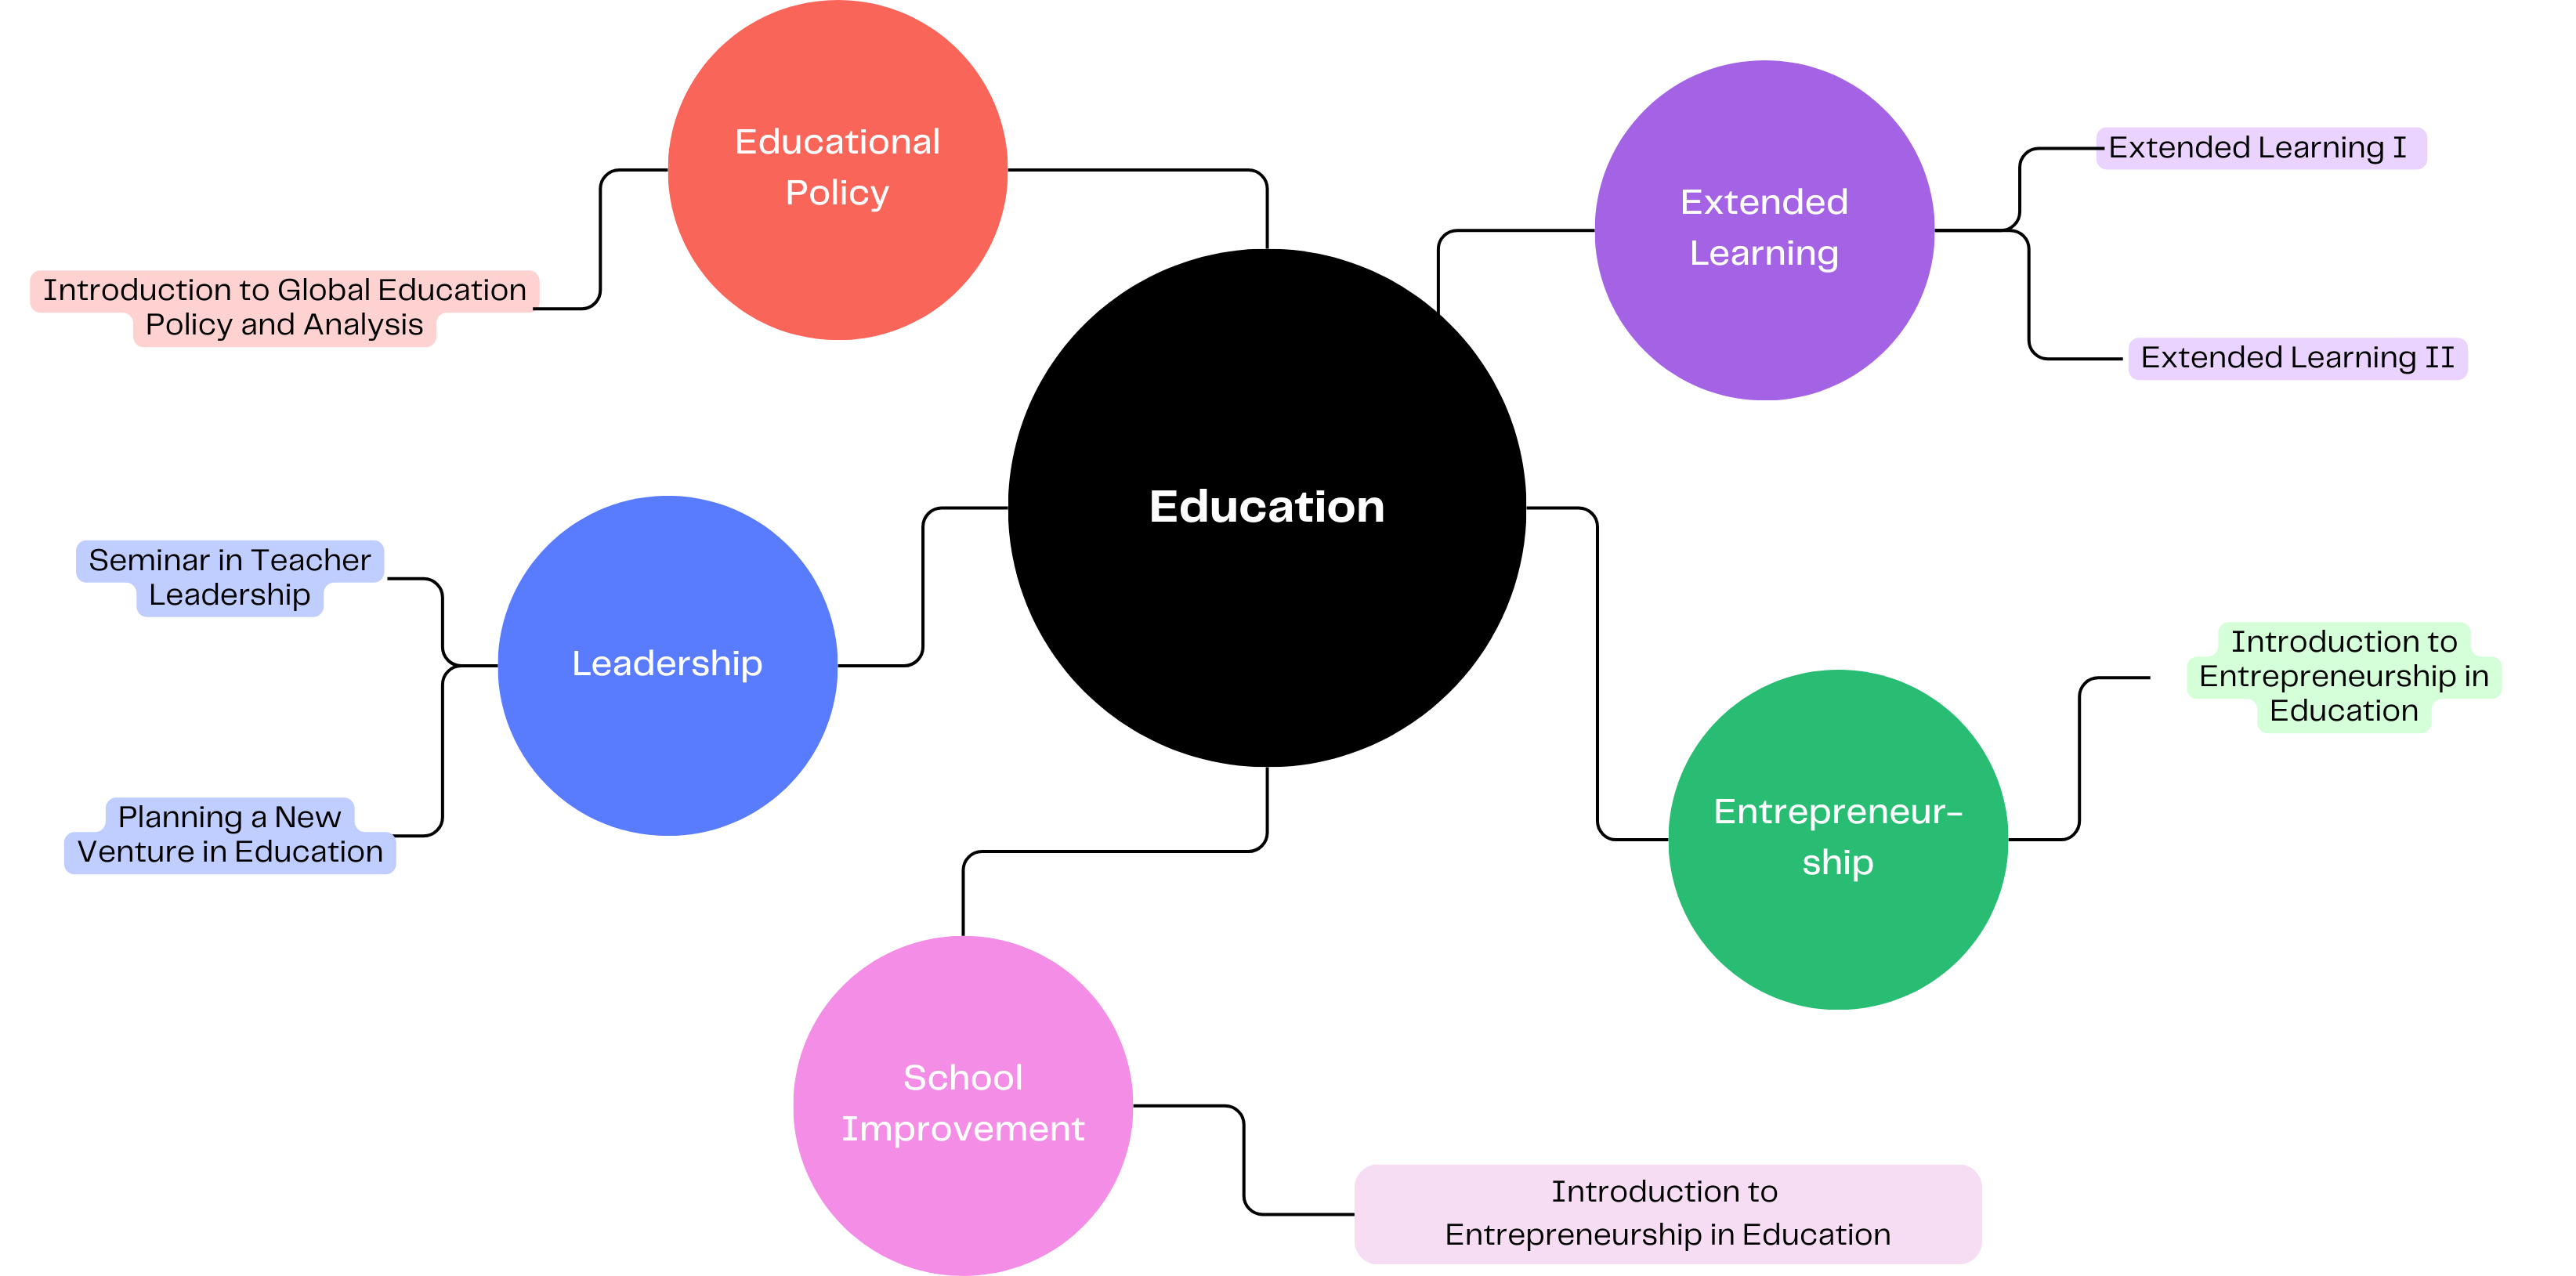 Educational
Policy
Extended
Learning
Extended Learning I
Extended Learning II
Introduction to Global Education
Policy and Analysis
Education
Seminar in Teacher
Leadership
Leadership
Planning a New
Venture in Education
Introduction to
Entrepreneurship in
Education
Entrepreneur-
ship
School
Improvement
Introduction to
Entrepreneurship in Education